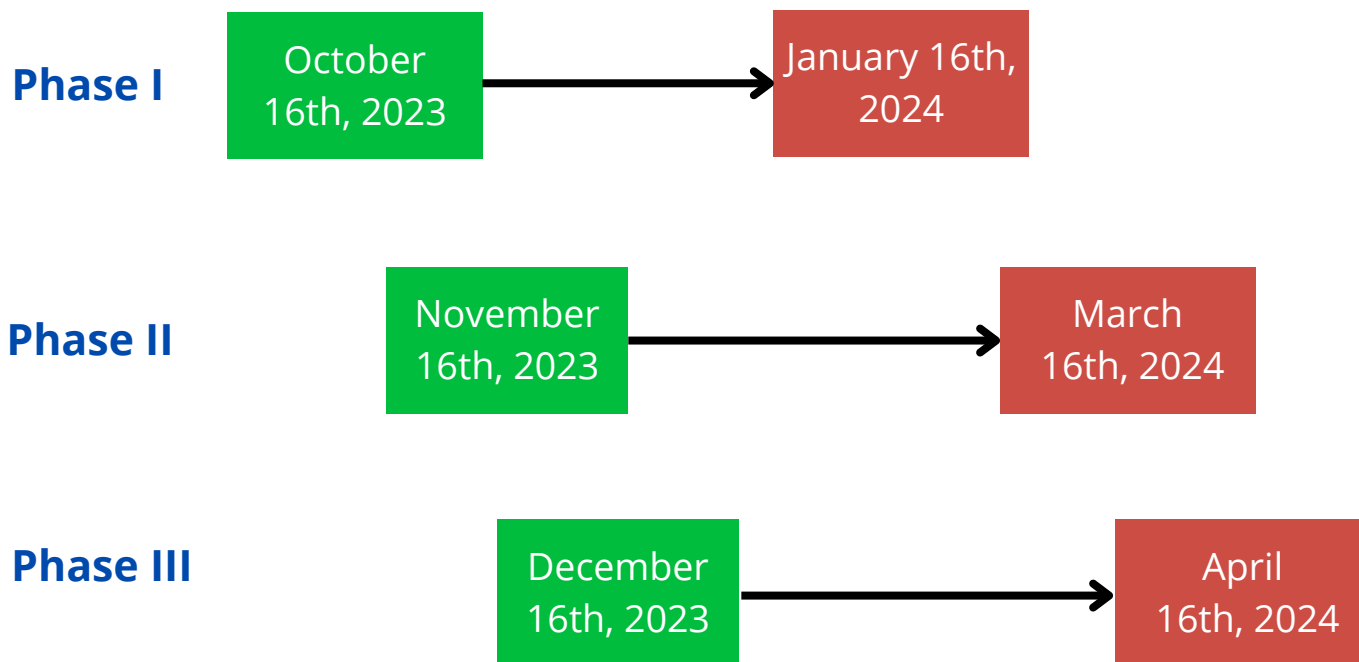 Phase I
October
16th, 2023
January 16th,
2024
Phase II
November
16th, 2023
March
16th, 2024
Phase III
December
16th, 2023
April
16th, 2024